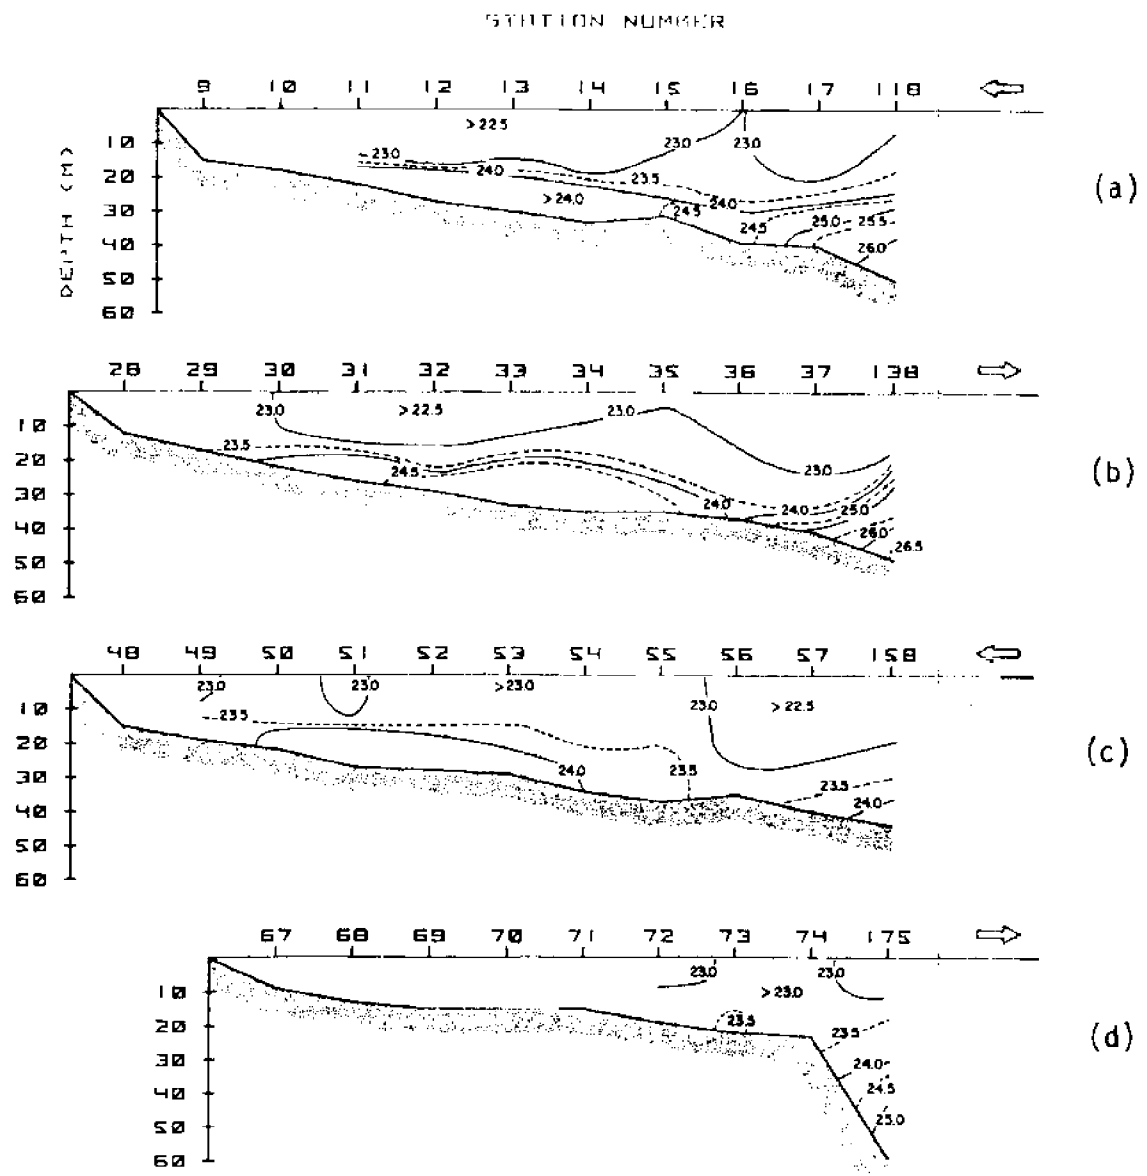 STATION NUMBER
9 10 11 12 13 14 15 16 17 118
> 22.5
23.0 23.0 23.0
10
24.0 23.5
20
> 24.0 24.0
30
24.5 24.5 25.0 25.5
40
26.0
50
60
DEPTH (M)
(a)
28 29 30 31 32 33 34 35 36 37 138
23.0 > 22.5 23.0
10
23.5
20
24.5 23.0
30
24.0 24.0 25.0
40
26.0
50
26.5
60
(b)
48 49 50 51 52 53 54 55 56 57 158
23.0 23.0 > 23.0
10
23.0 > 22.5
23.5
20
30
24.0 23.5 23.5
40
24.0
50
60
(c)
67 68 69 70 71 72 73 74 175
23.0 23.0
10
> 23.0
20
23.5 23.5
30
24.0
40
24.5
50
25.0
60
(d)